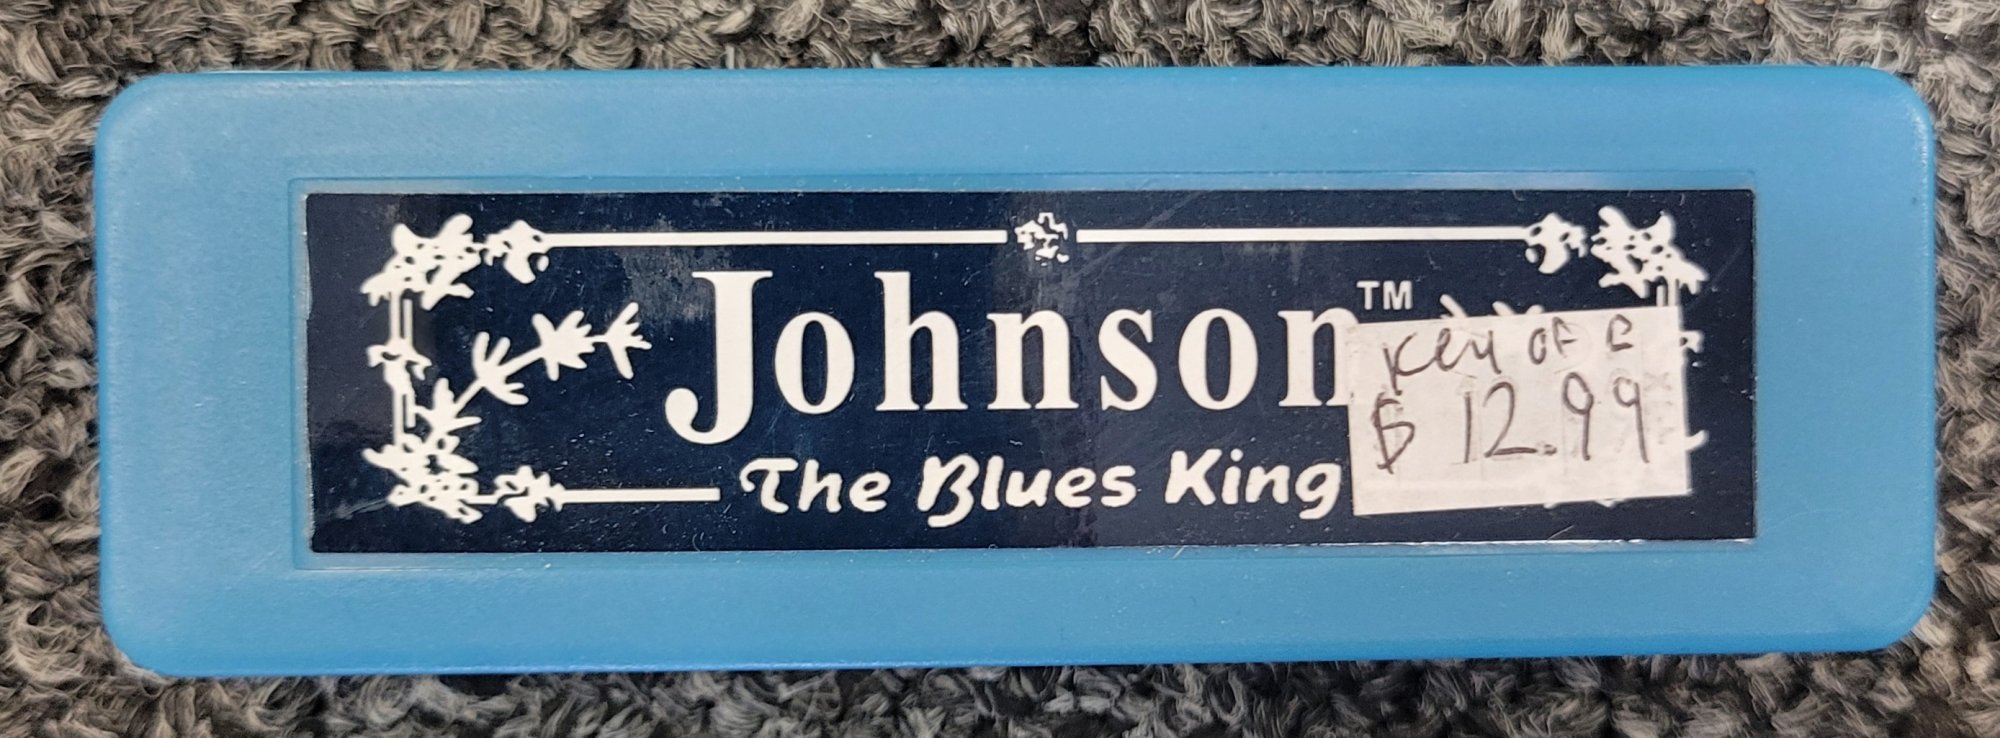 Johnson™
The Blues King
Key OF C
$ 12.99